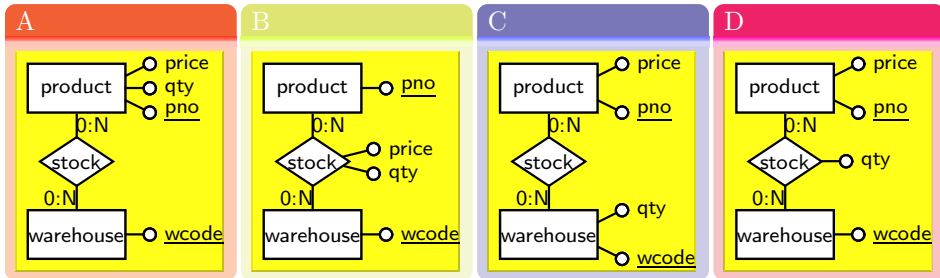 A
price
product
qty
pno
0:N
stock
0:N
warehouse
wcode
B
product
pno
0:N
price
stock
qty
0:N
warehouse
wcode
C
price
product
pno
0:N
stock
0:N
qty
warehouse
wcode
D
price
product
pno
0:N
stock
qty
0:N
warehouse
wcode